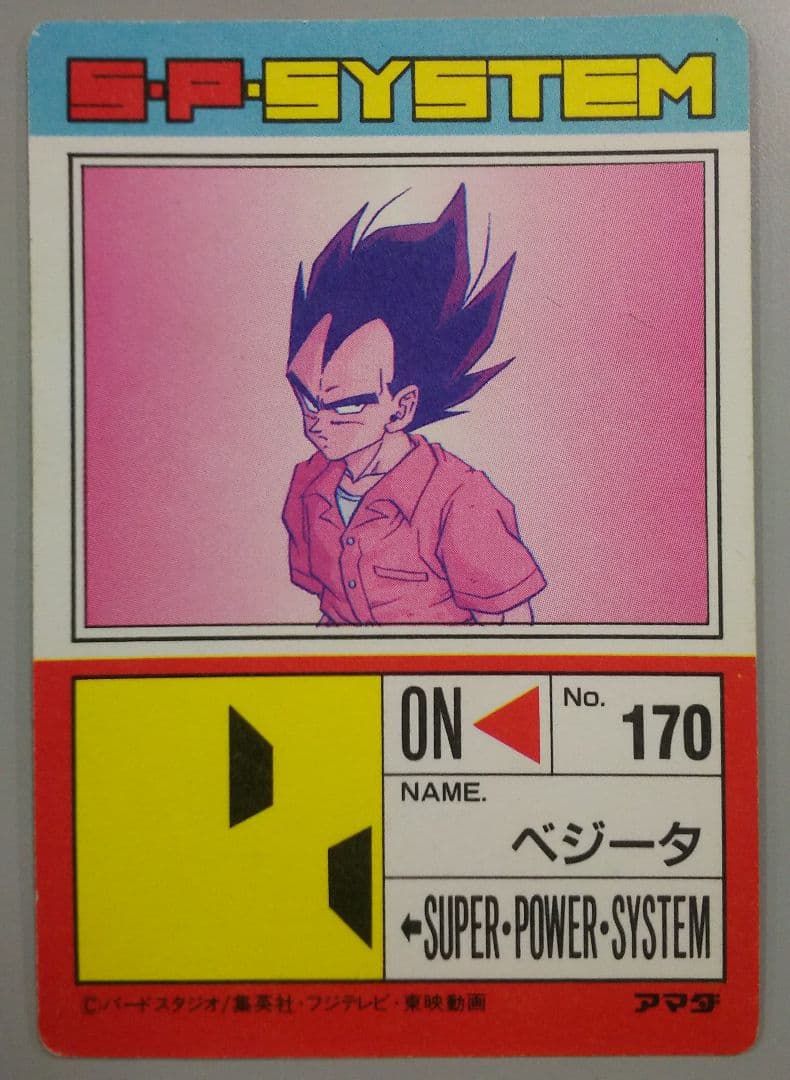 S·P·SYSTEM
ON
No.
170
NAME.
ベジータ
SUPER·POWER·SYSTEM
©バードスタジオ/集英社・フジテレビ・東映動画
アマダ